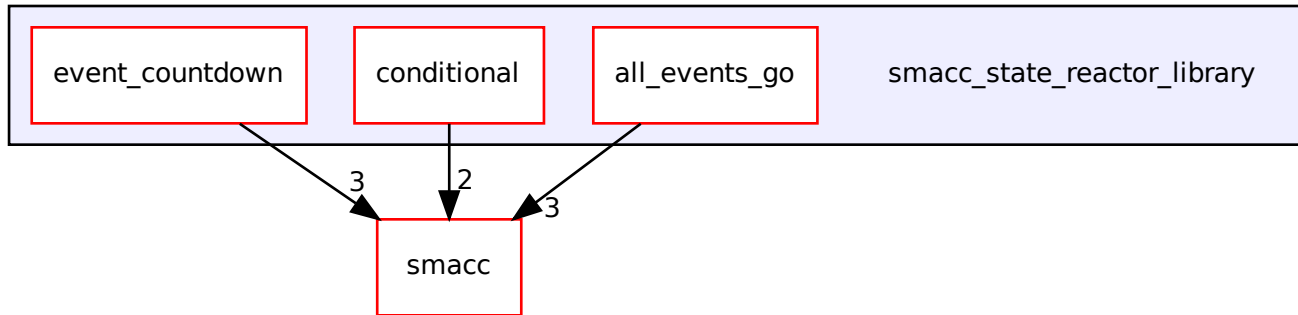 event_countdown
conditional
all_events_go
smacc_state_reactor_library
3
2
3
smacc